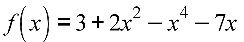 f(x) = 3 + 2x² − x⁴ − 7x